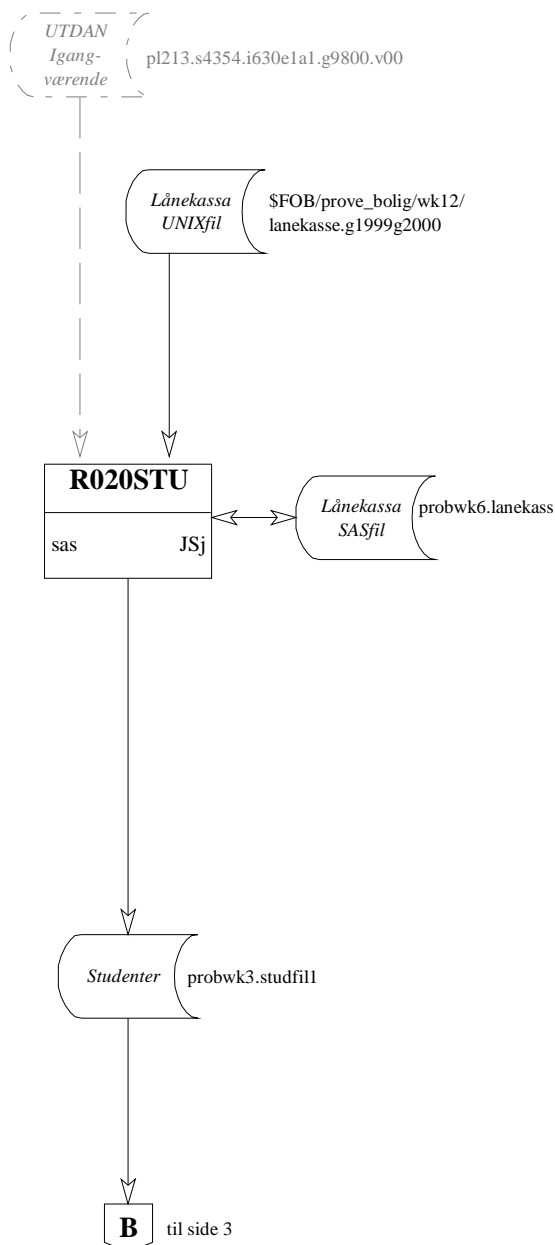 UTDAN
Igang-
værende
pl213.s4354.i630e1a1.g9800.v00
Lånekassa
UNIXfil
$FOB/prove_bolig/wk12/
lanekasse.g1999g2000
R020STU
sas JSj
Lånekassa
SASfil
probwk6.lanekass
Studenter
probwk3.studfil1
B
til side 3